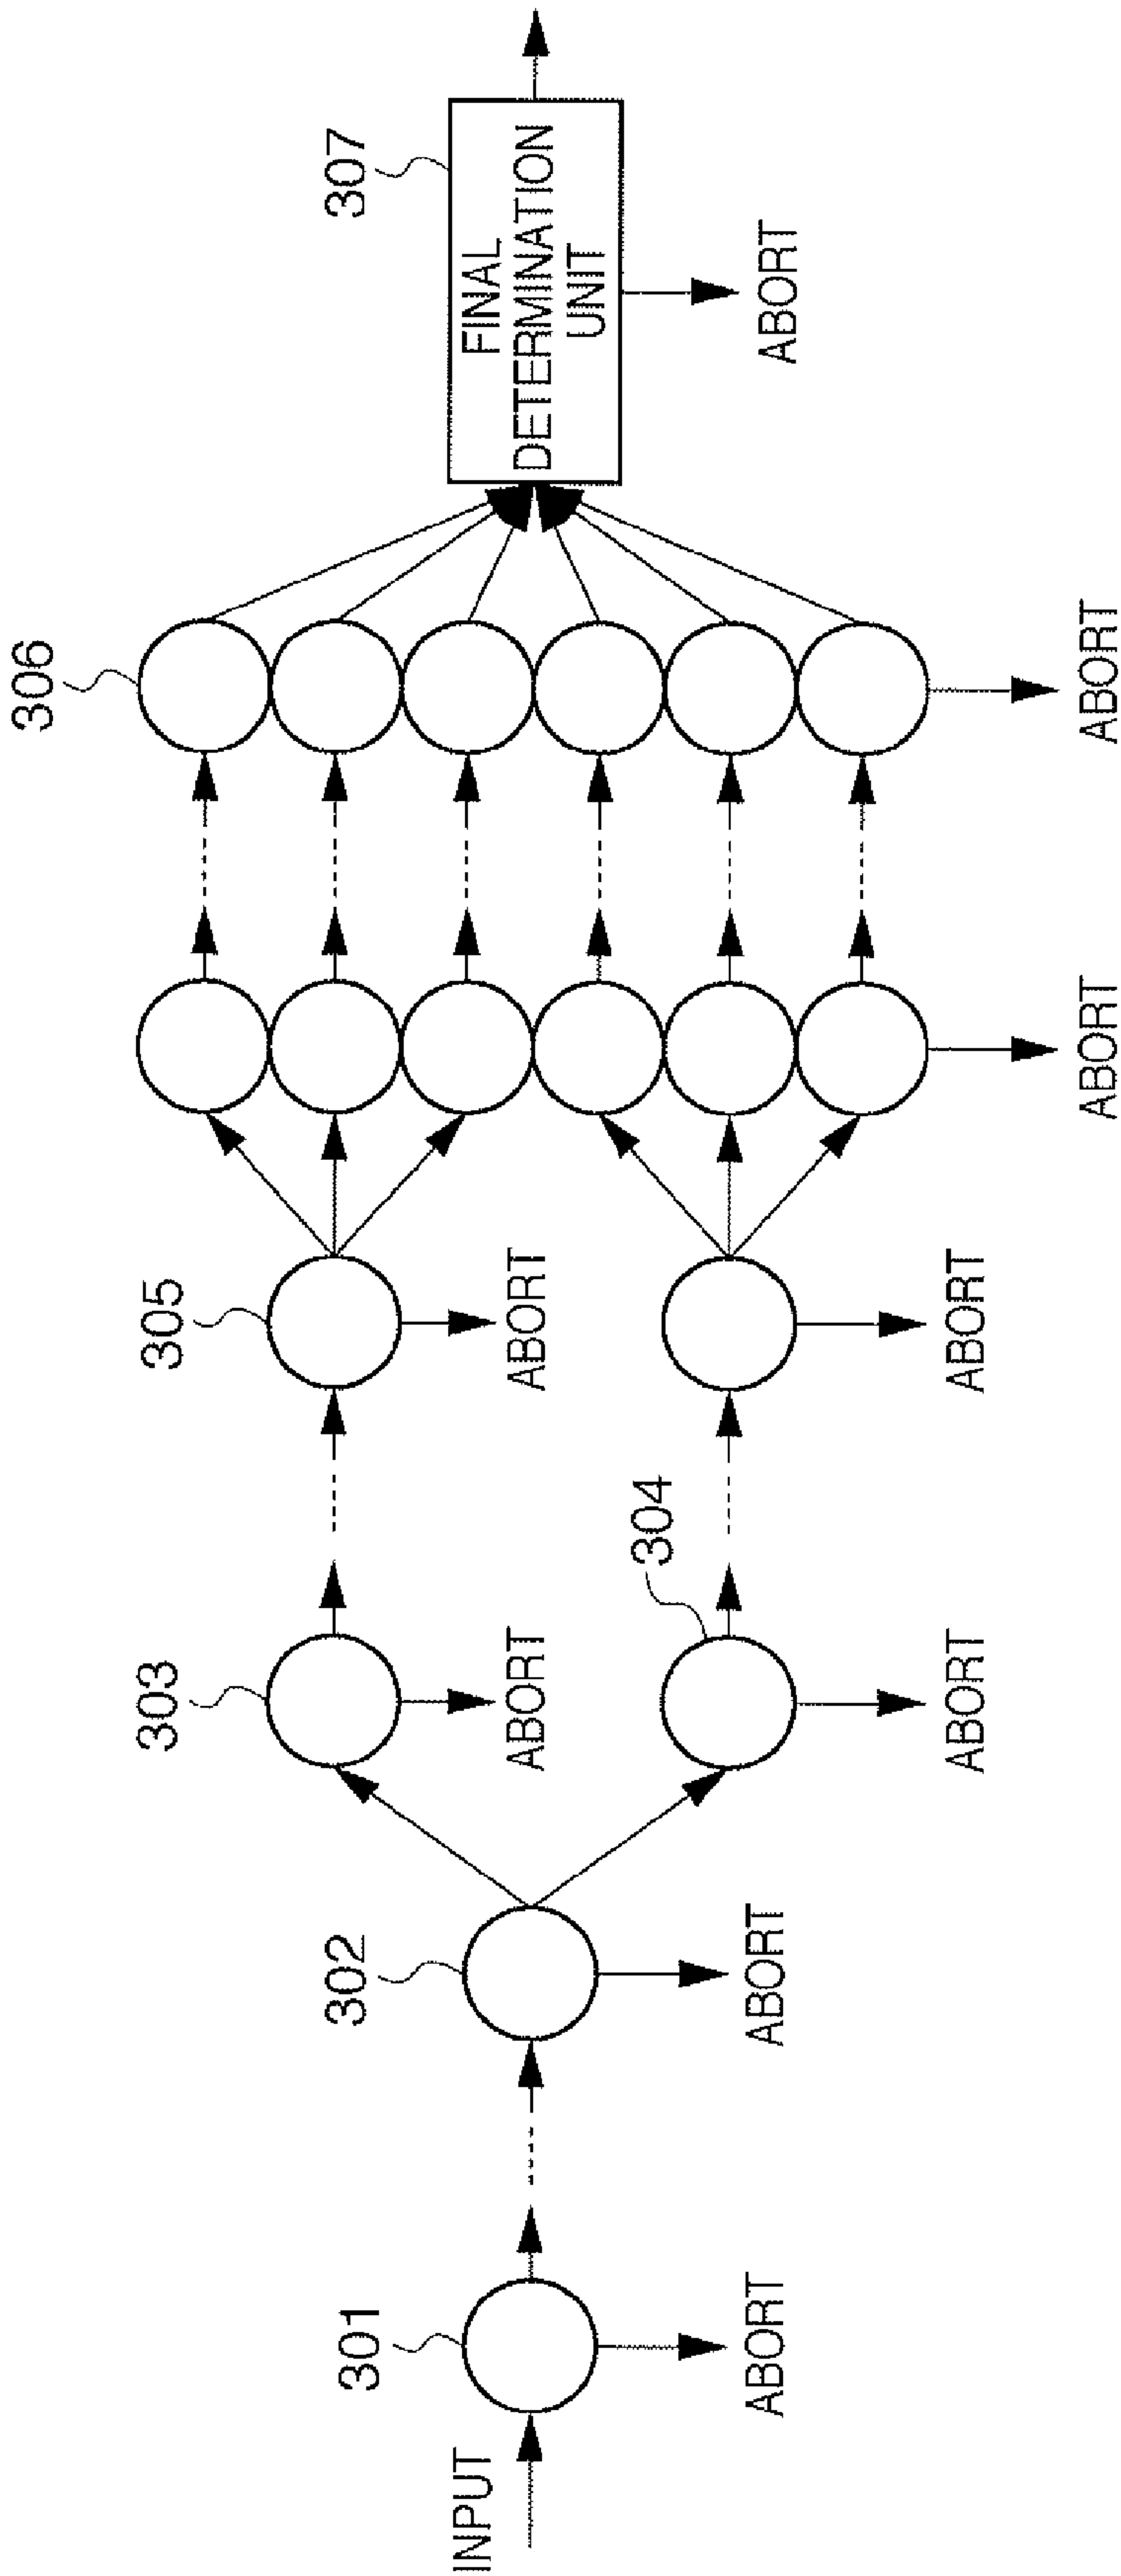 INPUT
301
ABORT
302
ABORT
303
ABORT
304
ABORT
305
ABORT
ABORT
ABORT
306
ABORT
307
FINAL
DETERMINATION
UNIT
ABORT